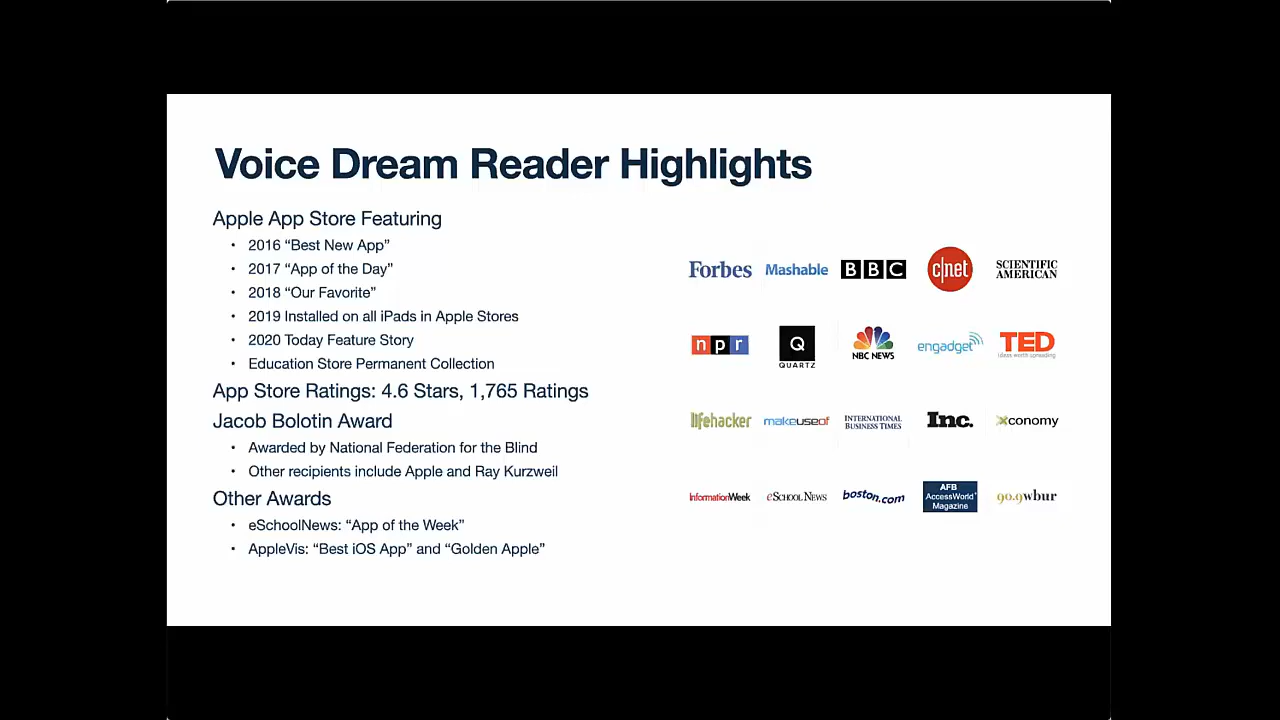 Voice Dream Reader Highlights
Apple App Store Featuring
• 2016 “Best New App”
• 2017 “App of the Day”
• 2018 “Our Favorite”
• 2019 Installed on all iPads in Apple Stores
• 2020 Today Feature Story
• Education Store Permanent Collection
App Store Ratings: 4.6 Stars, 1,765 Ratings
Jacob Bolotin Award
• Awarded by National Federation for the Blind
• Other recipients include Apple and Ray Kurzweil
Other Awards
• eSchoolNews: “App of the Week”
• AppleVis: “Best iOS App” and “Golden Apple”
Forbes Mashable BBC c|net SCIENTIFIC
AMERICAN
npr Q
QUARTZ
NBC NEWS
engadget
TED
ideas worth spreading
lifehacker makeuseof INTERNATIONAL
BUSINESS TIMES
Inc. xconomy
InformationWeek eSCHOOL NEWS boston.com AFB
AccessWorld®
Magazine
90.9wbur